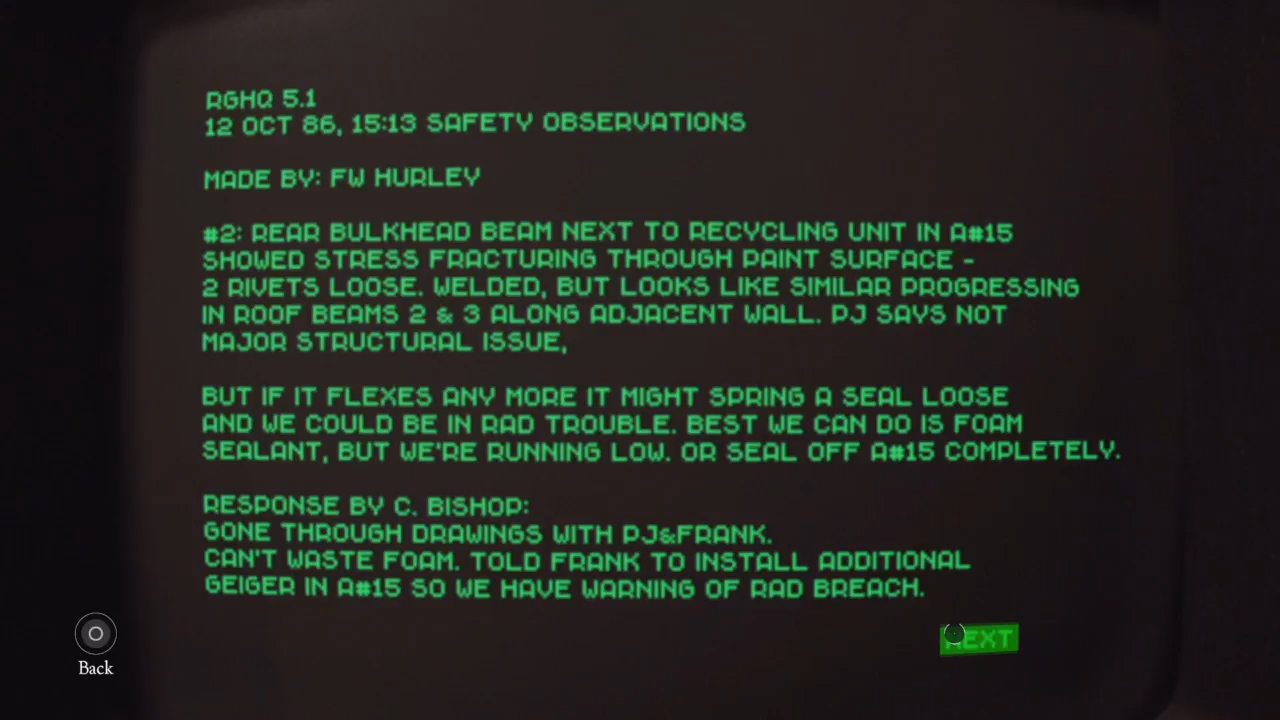 RGHQ 5.1
12 OCT 86, 15:13 SAFETY OBSERVATIONS
MADE BY: FW HURLEY
#2: REAR BULKHEAD BEAM NEXT TO RECYCLING UNIT IN A#15
SHOWED STRESS FRACTURING THROUGH PAINT SURFACE -
2 RIVETS LOOSE. WELDED, BUT LOOKS LIKE SIMILAR PROGRESSING
IN ROOF BEAMS 2 & 3 ALONG ADJACENT WALL. PJ SAYS NOT
MAJOR STRUCTURAL ISSUE,
BUT IF IT FLEXES ANY MORE IT MIGHT SPRING A SEAL LOOSE
AND WE COULD BE IN RAD TROUBLE. BEST WE CAN DO IS FOAM
SEALANT, BUT WE'RE RUNNING LOW. OR SEAL OFF A#15 COMPLETELY.
RESPONSE BY C. BISHOP:
GONE THROUGH DRAWINGS WITH PJ&FRANK.
CAN'T WASTE FOAM. TOLD FRANK TO INSTALL ADDITIONAL
GEIGER IN A#15 SO WE HAVE WARNING OF RAD BREACH.
NEXT
Back